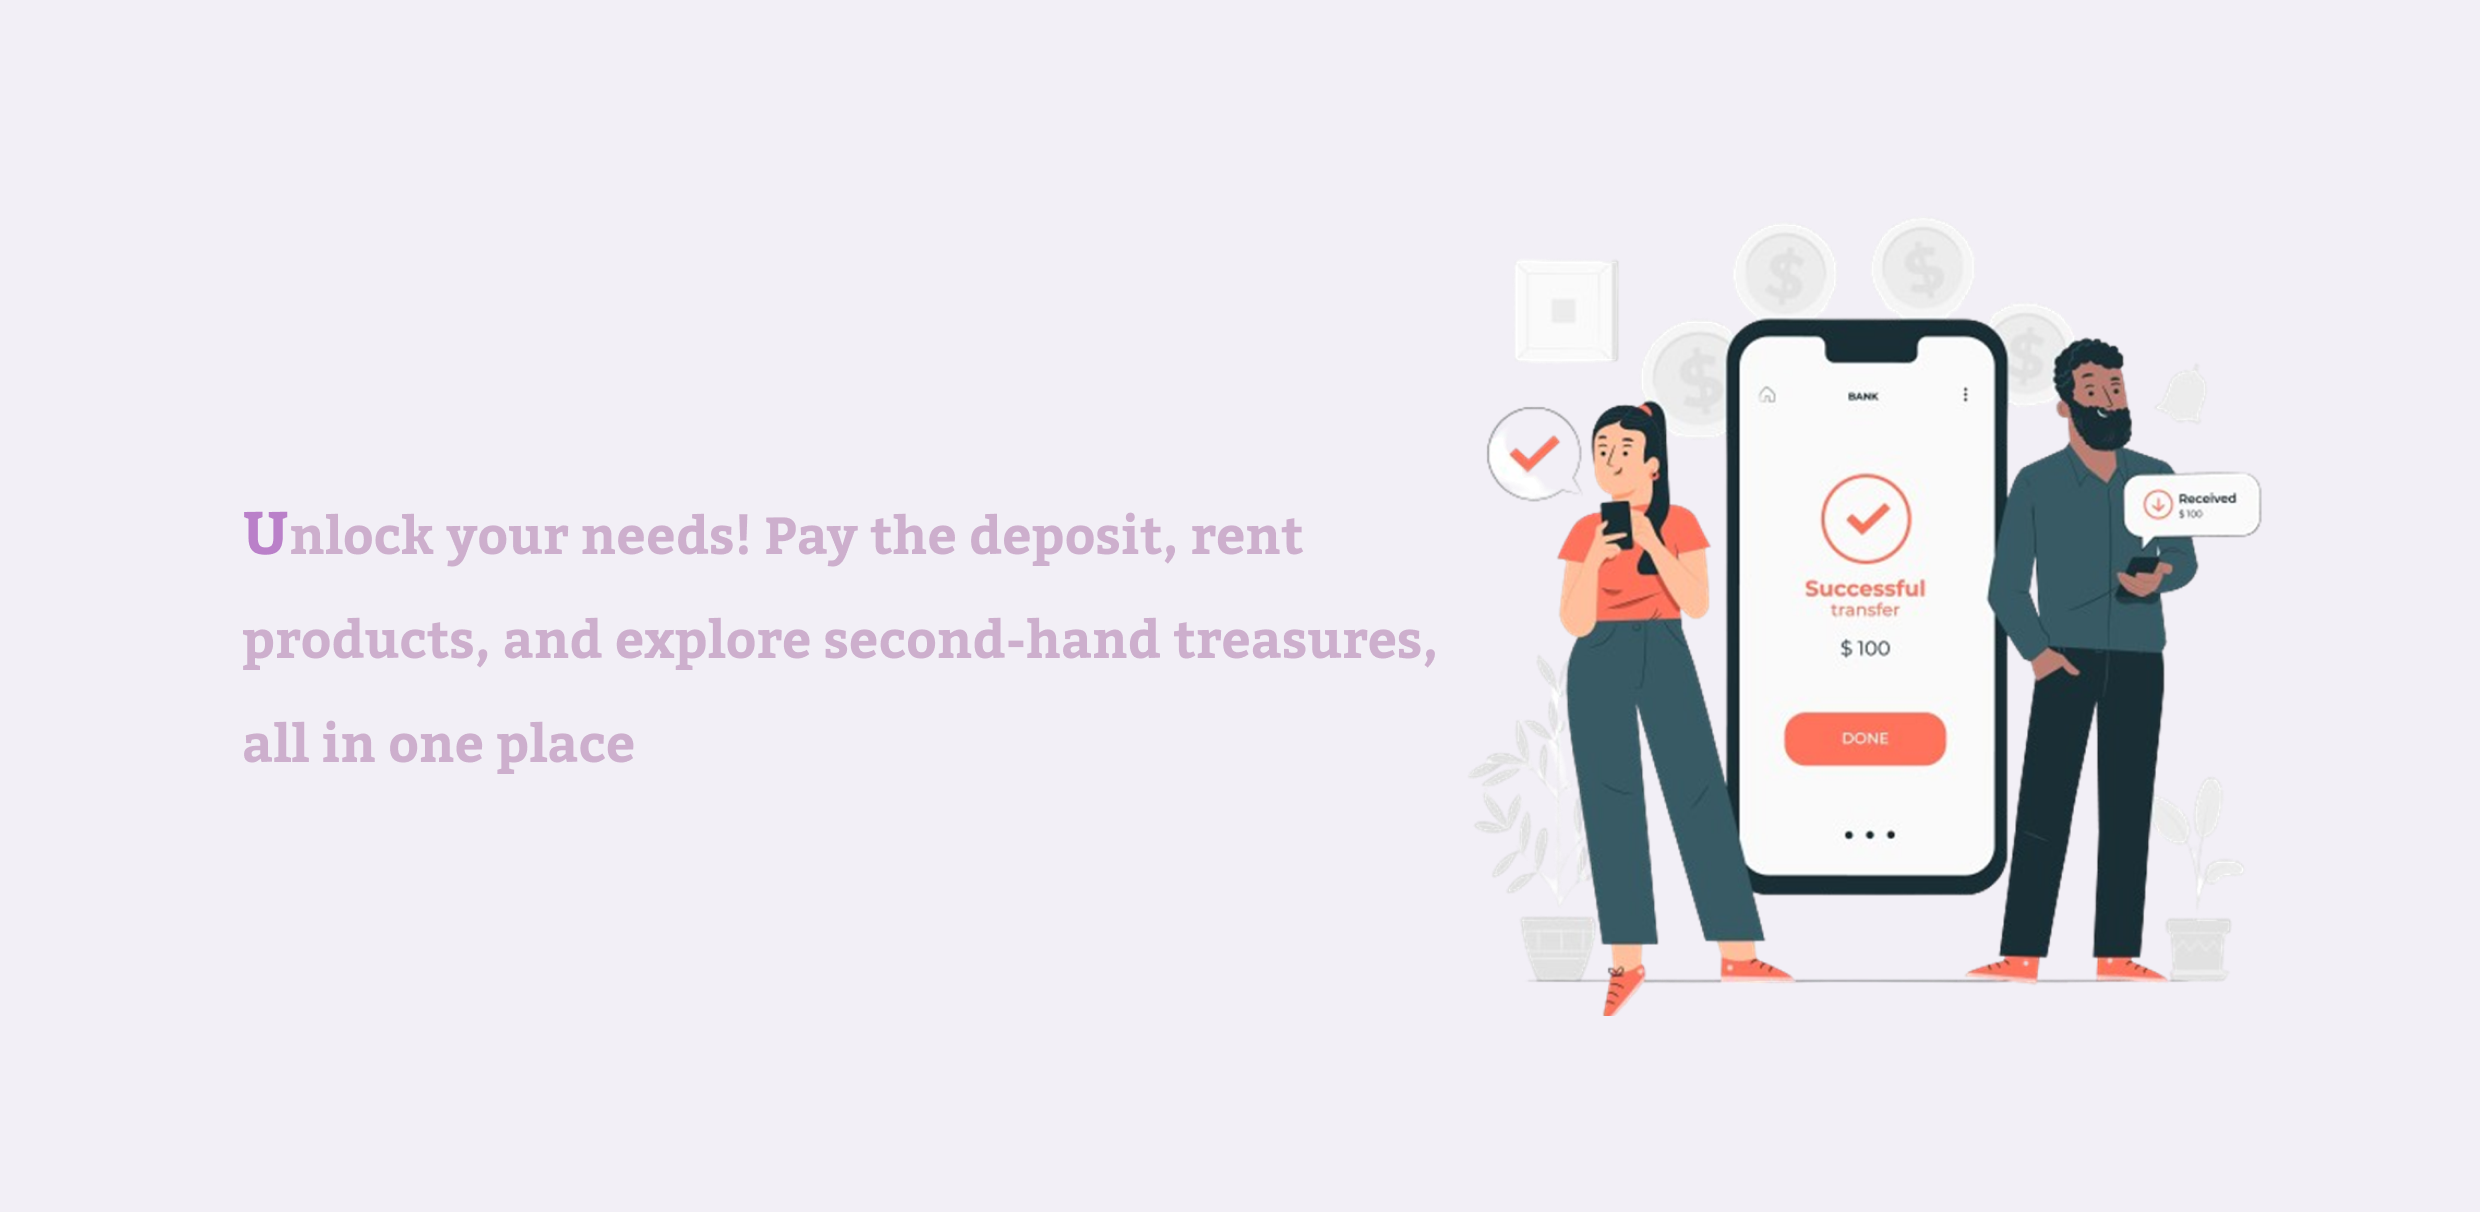 Unlock your needs! Pay the deposit, rent
products, and explore second-hand treasures,
all in one place
BANK
Successful
transfer
$ 100
DONE
Received
$ 100